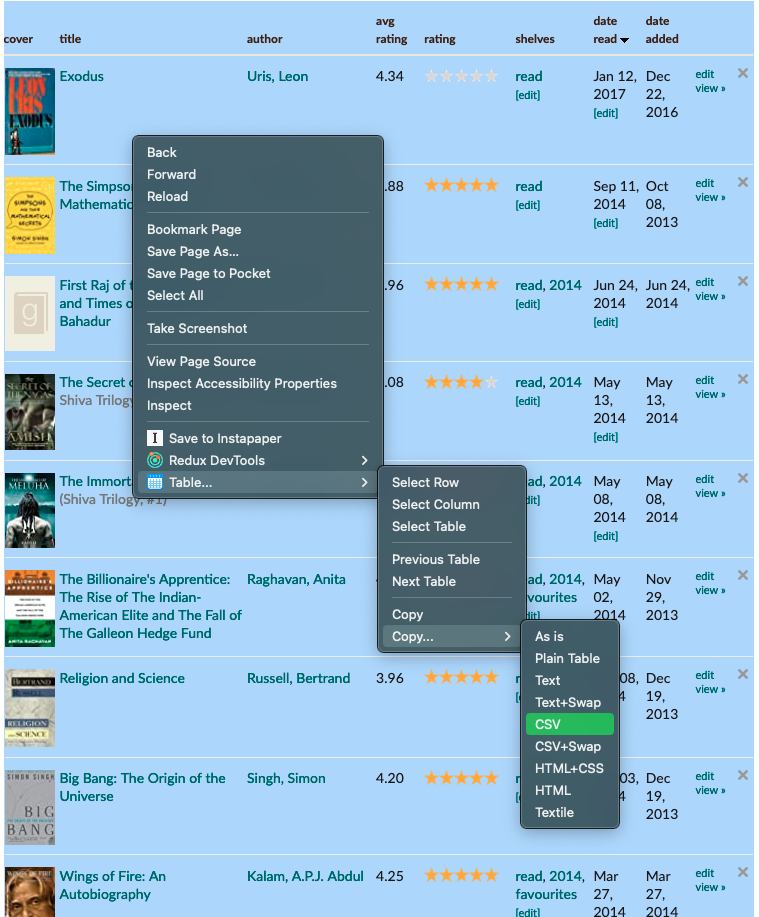 cover title author avg rating rating shelves date read date added
Exodus
Uris, Leon
4.34
read
[edit]
Jan 12,
2017
[edit]
Dec
22,
2016
edit
view »
LEON
URIS
EXODUS
Back
Forward
Reload
Bookmark Page
Save Page As...
Save Page to Pocket
Select All
Take Screenshot
View Page Source
Inspect Accessibility Properties
Inspect
Save to Instapaper
Redux DevTools
Table...
Select Row
Select Column
Select Table
Previous Table
Next Table
Copy
Copy...
As is
Plain Table
Text
Text+Swap
CSV
CSV+Swap
HTML+CSS
HTML
Textile
THE
SIMPSONS
AND THEIR
MATHEMATICAL
SECRETS
SIMON SINGH
The Simpso
Mathematic
.88
read
[edit]
Sep 11,
2014
[edit]
Oct
08,
2013
edit
view »
g
First Raj of t
and Times o
Bahadur
.96
read, 2014
[edit]
Jun 24,
2014
[edit]
Jun 24,
2014
edit
view »
THE
SECRET OF
THE NAGAS
AMISH
The Secret o
Shiva Trilogy
.08
read, 2014
[edit]
May
13,
2014
[edit]
May
13,
2014
edit
view »
MELUHA
The Immort
(Shiva Trilogy, #1)
ad, 2014
dit]
May
08,
2014
[edit]
May
08,
2014
edit
view »
BILLIONAIRE'S
APPRENTICE
ANITA RAGHAVAN
The Billionaire's Apprentice:
The Rise of The Indian-
American Elite and The Fall of
The Galleon Hedge Fund
Raghavan, Anita
ad, 2014,
vourites
dit]
May
02,
2014
Nov
29,
2013
edit
view »
BERTRAND
RUSSELL
RELIGION
AND SCIENCE
Religion and Science
Russell, Bertrand
3.96
08,
4
Dec
19,
2013
edit
view »
SIMON SINGH
BIG
BANG
Big Bang: The Origin of the
Universe
Singh, Simon
4.20
03,
4
Dec
19,
2013
edit
view »
WINGS OF FIRE
Wings of Fire: An
Autobiography
Kalam, A.P.J. Abdul
4.25
read, 2014,
favourites
[edit]
Mar
27,
2014
Mar
27,
2014
edit
view »